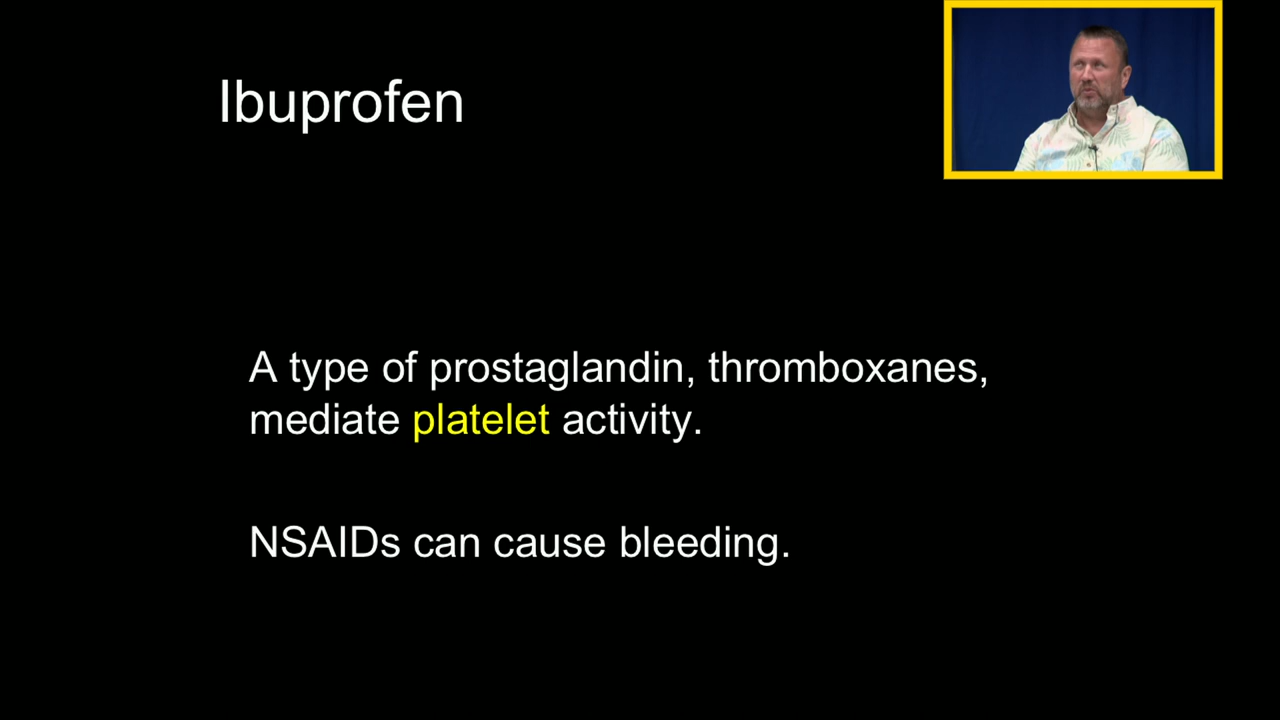 Ibuprofen
A type of prostaglandin, thromboxanes,
mediate platelet activity.
NSAIDs can cause bleeding.